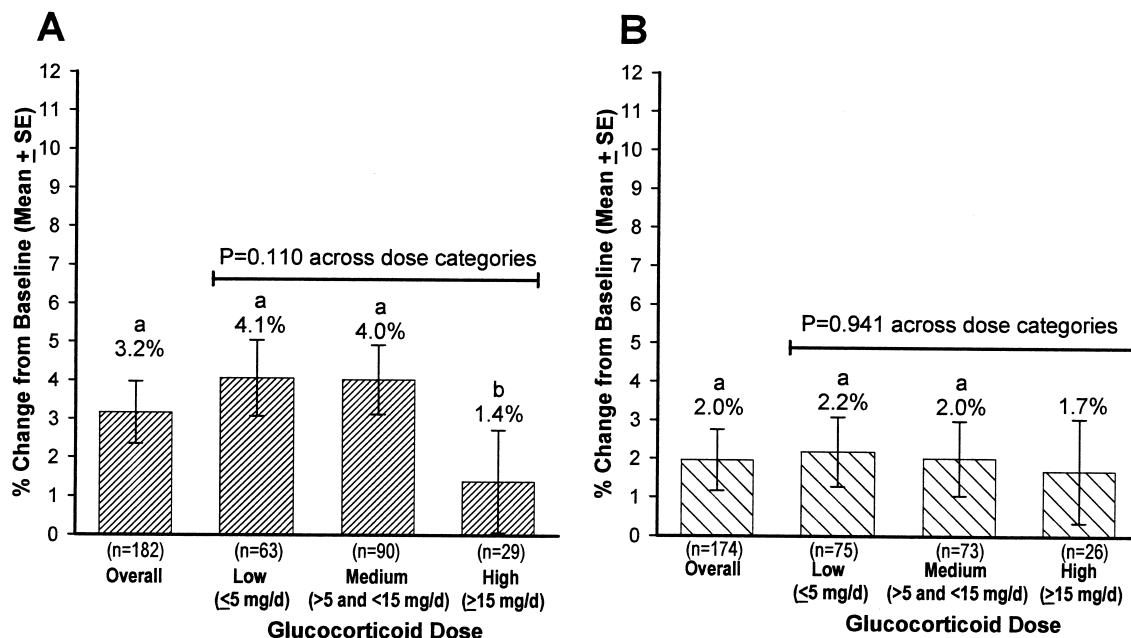 A
% Change from Baseline (Mean ± SE)
12
11
10
9
8
7
6
5
4
3
2
1
0
P=0.110 across dose categories
a
3.2%
a
4.1%
a
4.0%
b
1.4%
(n=182)
Overall
(n=63)
Low
(≤5 mg/d)
(n=90)
Medium
(>5 and <15 mg/d)
(n=29)
High
(≥15 mg/d)
Glucocorticoid Dose
B
% Change from Baseline (Mean ± SE)
12
11
10
9
8
7
6
5
4
3
2
1
0
P=0.941 across dose categories
a
2.0%
a
2.2%
a
2.0%
1.7%
(n=174)
Overall
(n=75)
Low
(≤5 mg/d)
(n=73)
Medium
(>5 and <15 mg/d)
(n=26)
High
(≥15 mg/d)
Glucocorticoid Dose